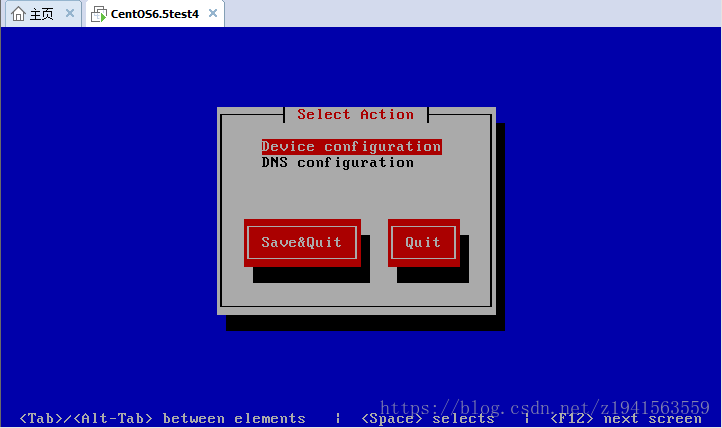 主页 CentOS6.5test4
Select Action
Device configuration
DNS configuration
Save&Quit Quit
https://blog.csdn.net/z1941563559
<Tab>/<Alt-Tab> between elements | <Space> selects | <F12> next screen